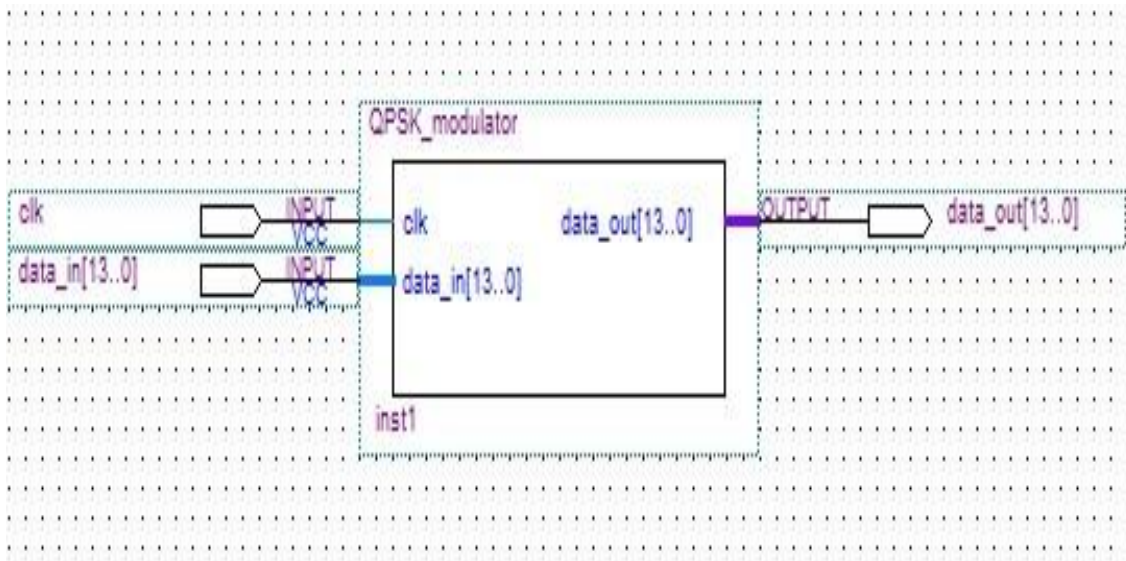 QPSK_modulator
clk
INPUT
VCC
clk
data_out[13..0]
OUTPUT
data_out[13..0]
data_in[13..0]
INPUT
VCC
data_in[13..0]
inst1